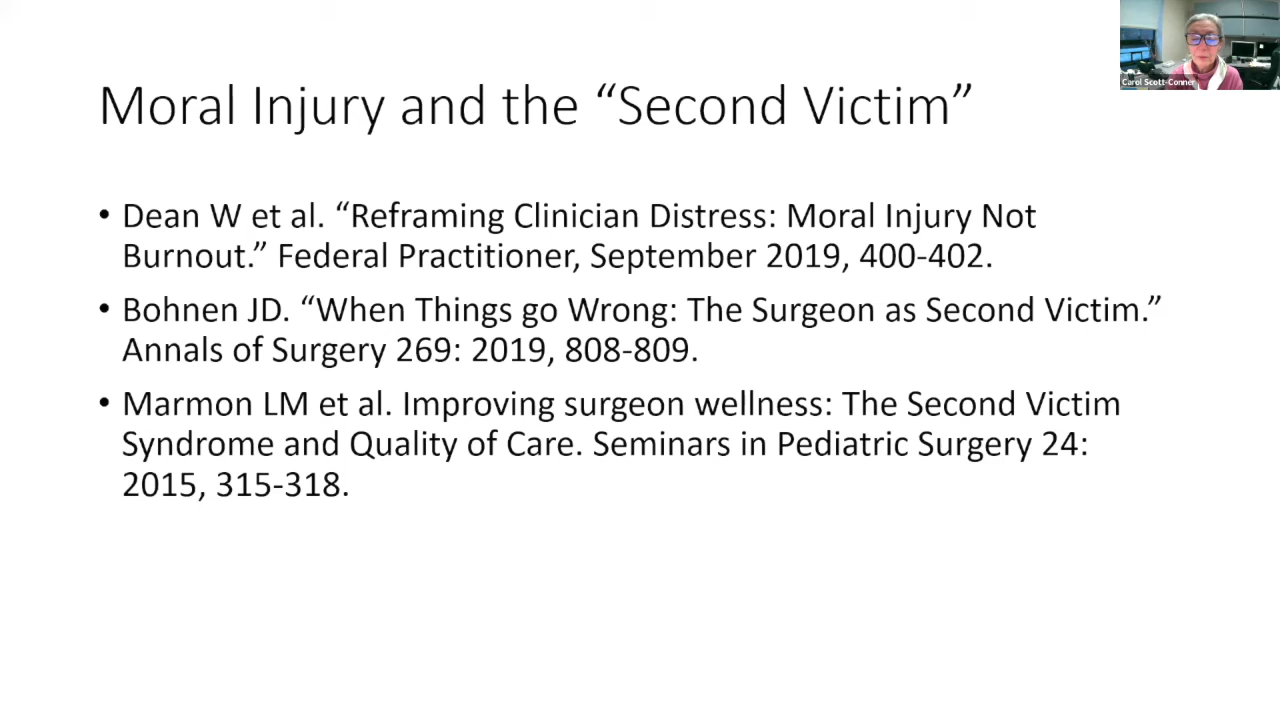 Carol Scott-Conner
Moral Injury and the “Second Victim”
• Dean W et al. “Reframing Clinician Distress: Moral Injury Not
Burnout.” Federal Practitioner, September 2019, 400-402.
• Bohnen JD. “When Things go Wrong: The Surgeon as Second Victim.”
Annals of Surgery 269: 2019, 808-809.
• Marmon LM et al. Improving surgeon wellness: The Second Victim
Syndrome and Quality of Care. Seminars in Pediatric Surgery 24:
2015, 315-318.